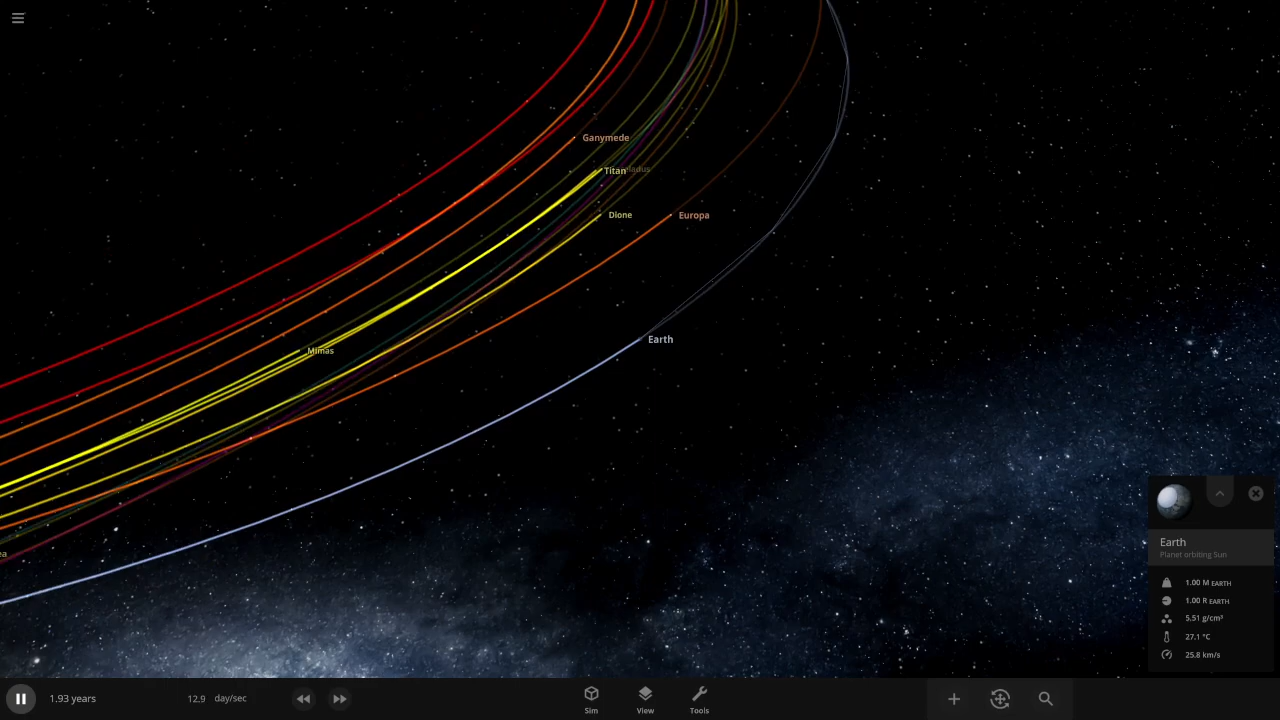 Ganymede
Titan
Dione
Europa
Earth
Mimas
Earth
Planet orbiting Sun
1.00 M EARTH
1.00 R EARTH
5.51 g/cm³
27.1 °C
25.8 km/s
1.93 years
12.9 day/sec
Sim
View
Tools